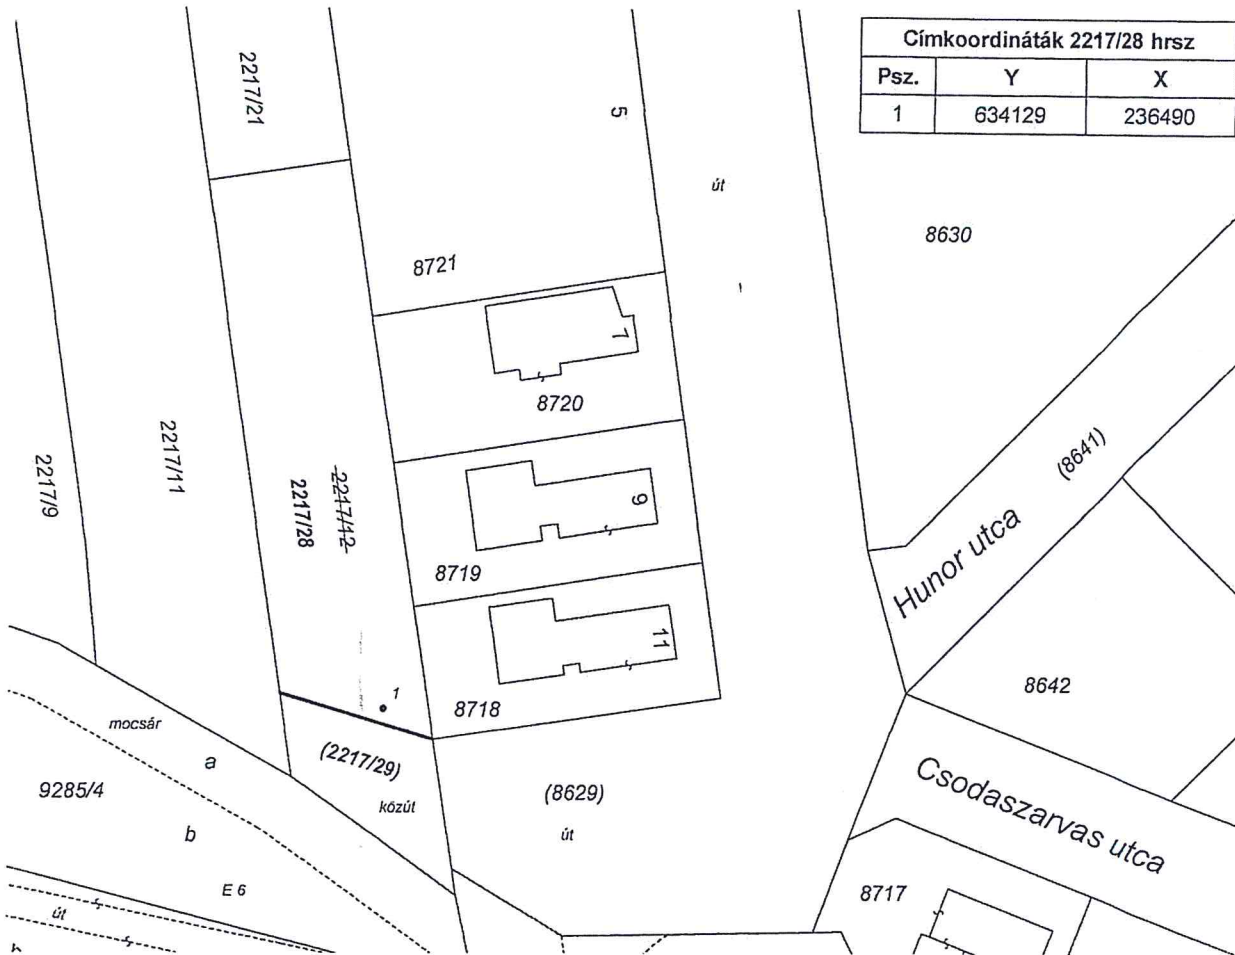 Címkoordináták 2217/28 hrsz
Psz. Y X
1 634129 236490
2217/21
5
út
8630
8721
7
8720
(8641)
Hunor utca
2217/9
2217/11
2217/12
2217/28
9
8719
11
8718
1
8642
mocsár
a
(2217/29)
közút
9285/4
b
(8629)
út
Csodaszarvas utca
E 6
8717
út